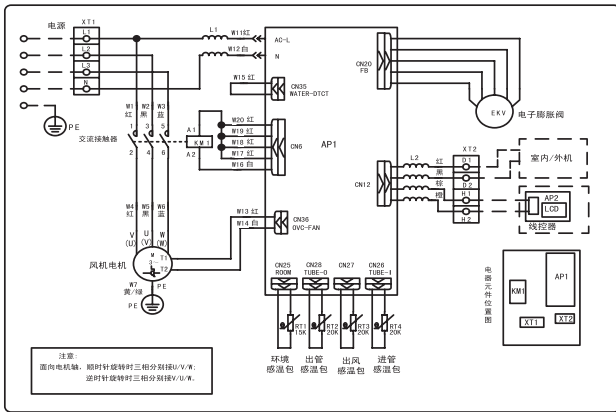 电源
XT1
L1
L2
L3
N
PE
L1
W11红
W12白
AC-L
N
W15 红
CN35
WATER-DTCT
W1 W2 W3
红 黑 蓝
1 3 5
交流接触器
2 4 6
A1
KM1
A2
W20 红
W19 红
W18 红
W17 红
W16 白
CN6
AP1
W4 W5 W6
红 黑 蓝
V U W
(U) (V) (W)
W13 红
W14 白
CN36
OVC-FAN
风机电机
M
3~
T1
T2
W7
黄/绿
PE
PE
CN20
FB
EKV
电子膨胀阀
CN12
L2
红
黑
棕
橙
XT2
D1
D2
H1
H2
室内/外机
AP2
LCD
线控器
CN25
ROOM
CN28
TUBE-O
CN27
CN26
TUBE-I
RT1
15K
RT2
20K
RT3
20K
RT4
20K
环境
感温包
出管
感温包
出风
感温包
进管
感温包
电器元件位置图
KM1
AP1
XT1
XT2
注意:
面向电机轴，顺时针旋转时三相分别接U/V/W;
逆时针旋转时三相分别接V/U/W。